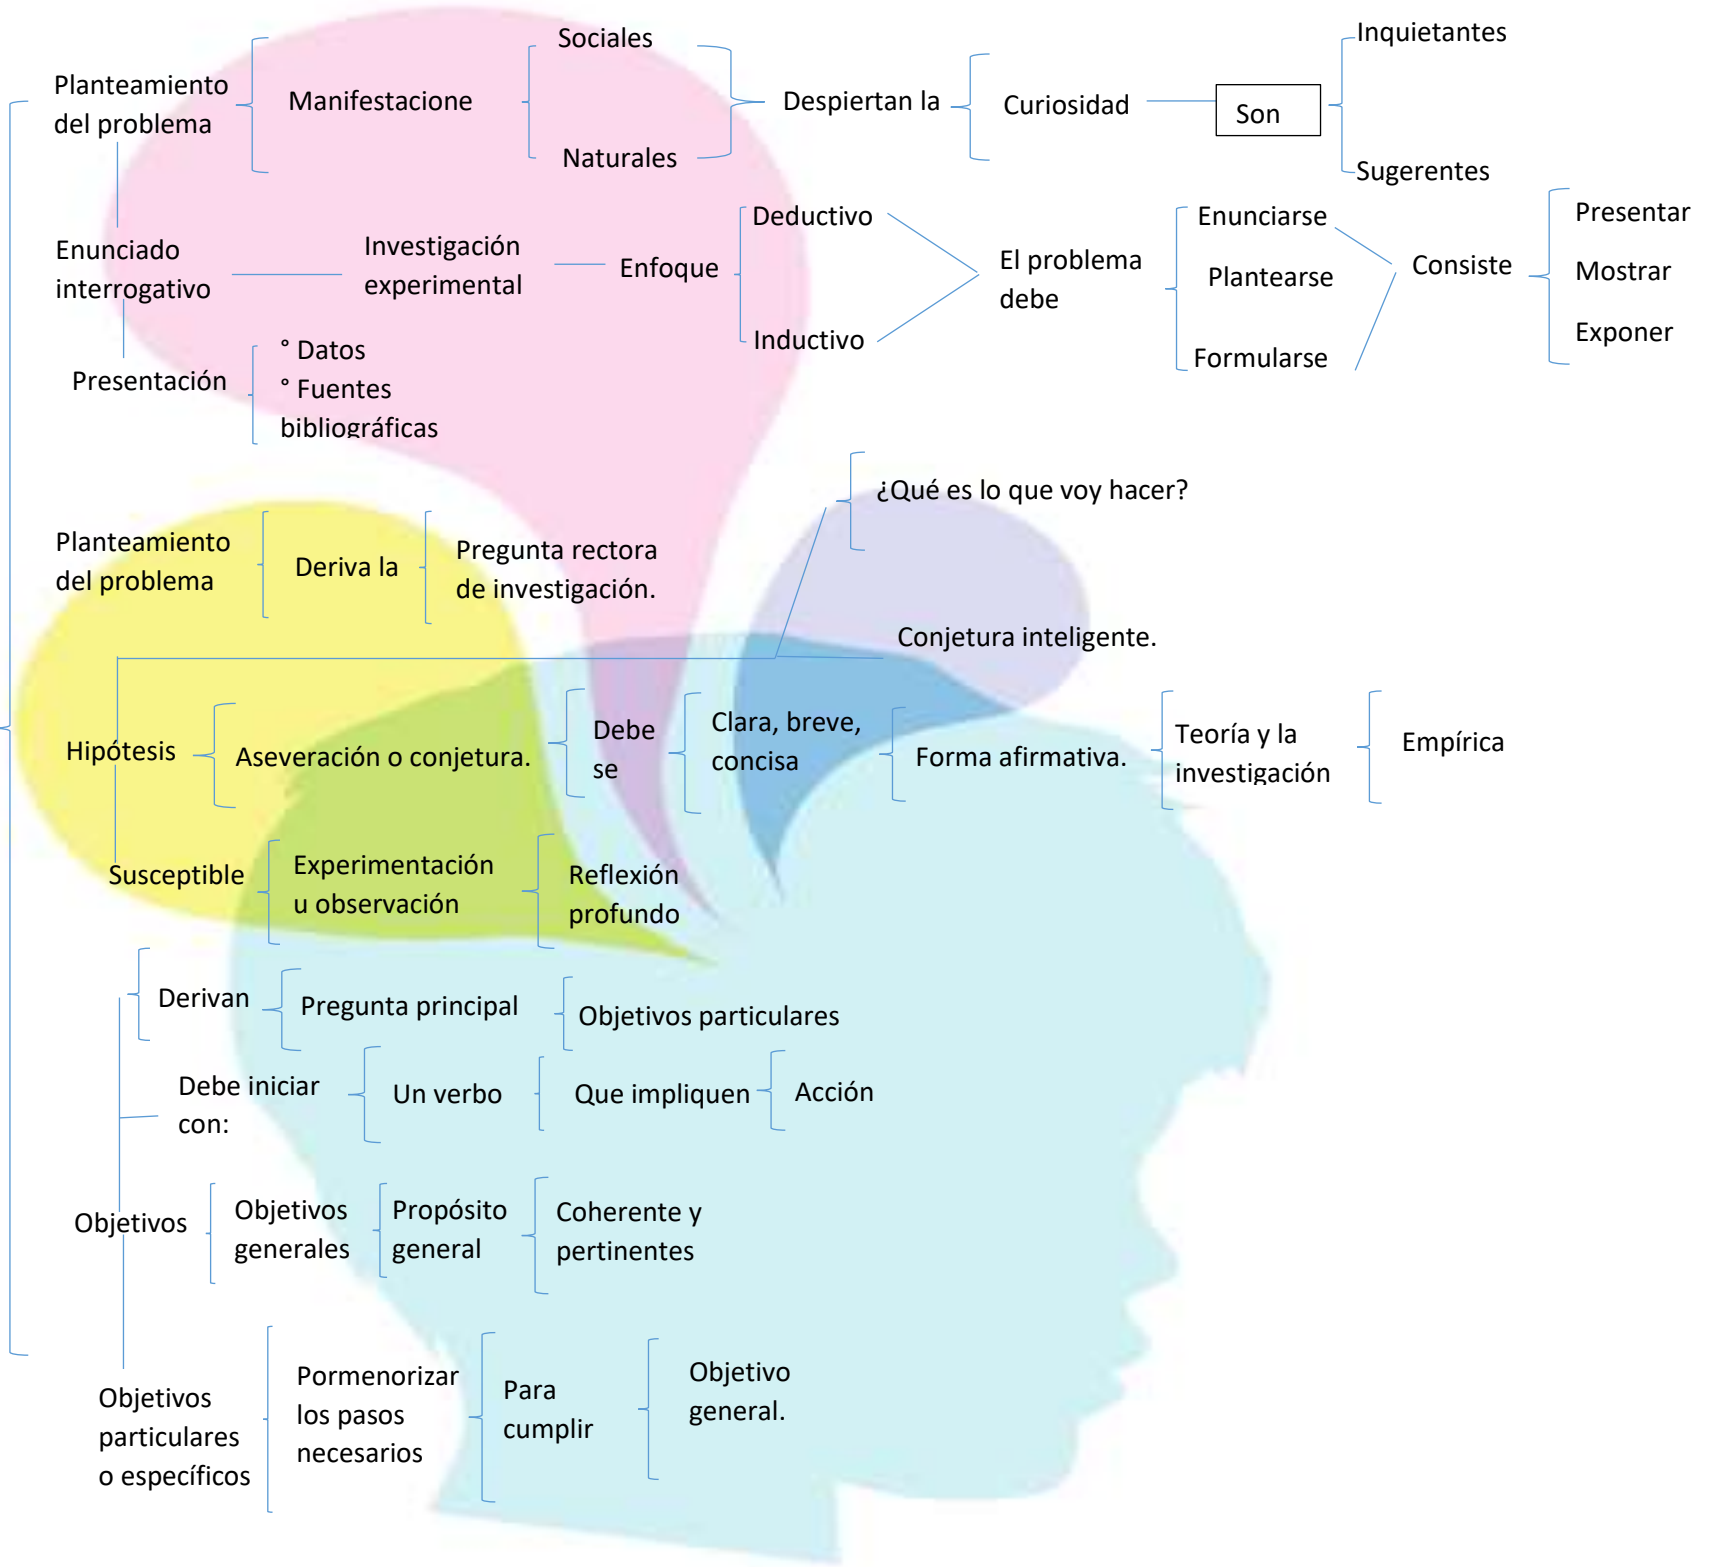 Sociales
Inquietantes
Planteamiento
del problema
Manifestacione
Despiertan la
Curiosidad
Son
Naturales
Sugerentes
Deductivo
Enunciarse
Presentar
Enunciado
interrogativo
Investigación
experimental
Enfoque
El problema
debe
Plantearse
Consiste
Mostrar
Inductivo
Formularse
Exponer
Presentación
° Datos
° Fuentes
bibliográficas
¿Qué es lo que voy hacer?
Planteamiento
del problema
Deriva la
Pregunta rectora
de investigación.
Conjetura inteligente.
Hipótesis
Aseveración o conjetura.
Debe
se
Clara, breve,
concisa
Forma afirmativa.
Teoría y la
investigación
Empírica
Susceptible
Experimentación
u observación
Reflexión
profundo
Derivan
Pregunta principal
Objetivos particulares
Debe iniciar
con:
Un verbo
Que impliquen
Acción
Objetivos
Objetivos
generales
Propósito
general
Coherente y
pertinentes
Objetivos
particulares
o específicos
Pormenorizar
los pasos
necesarios
Para
cumplir
Objetivo
general.